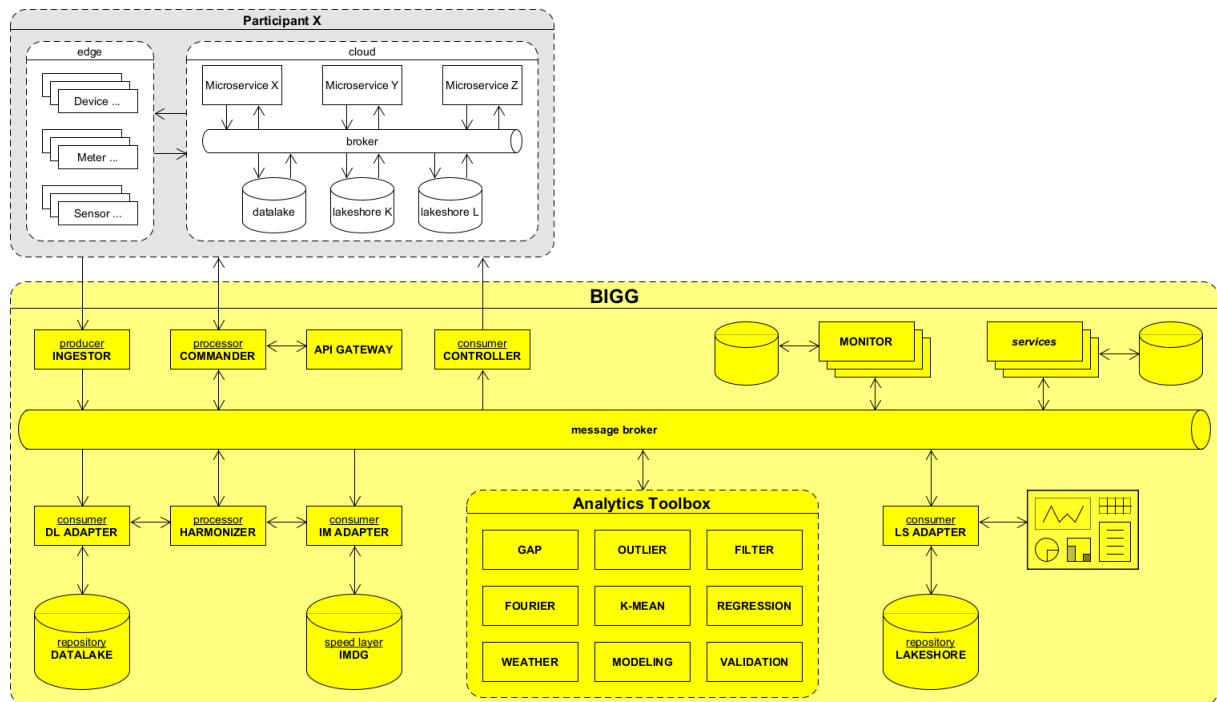 Participant X
edge
cloud
Device ...
Meter ...
Sensor ...
Microservice X
Microservice Y
Microservice Z
broker
datalake
lakeshore K
lakeshore L
BIGG
producer
INGESTOR
processor
COMMANDER
API GATEWAY
consumer
CONTROLLER
MONITOR
services
message broker
consumer
DL ADAPTER
processor
HARMONIZER
consumer
IM ADAPTER
repository
DATALAKE
speed layer
IMDG
Analytics Toolbox
GAP
OUTLIER
FILTER
FOURIER
K-MEAN
REGRESSION
WEATHER
MODELING
VALIDATION
consumer
LS ADAPTER
repository
LAKESHORE